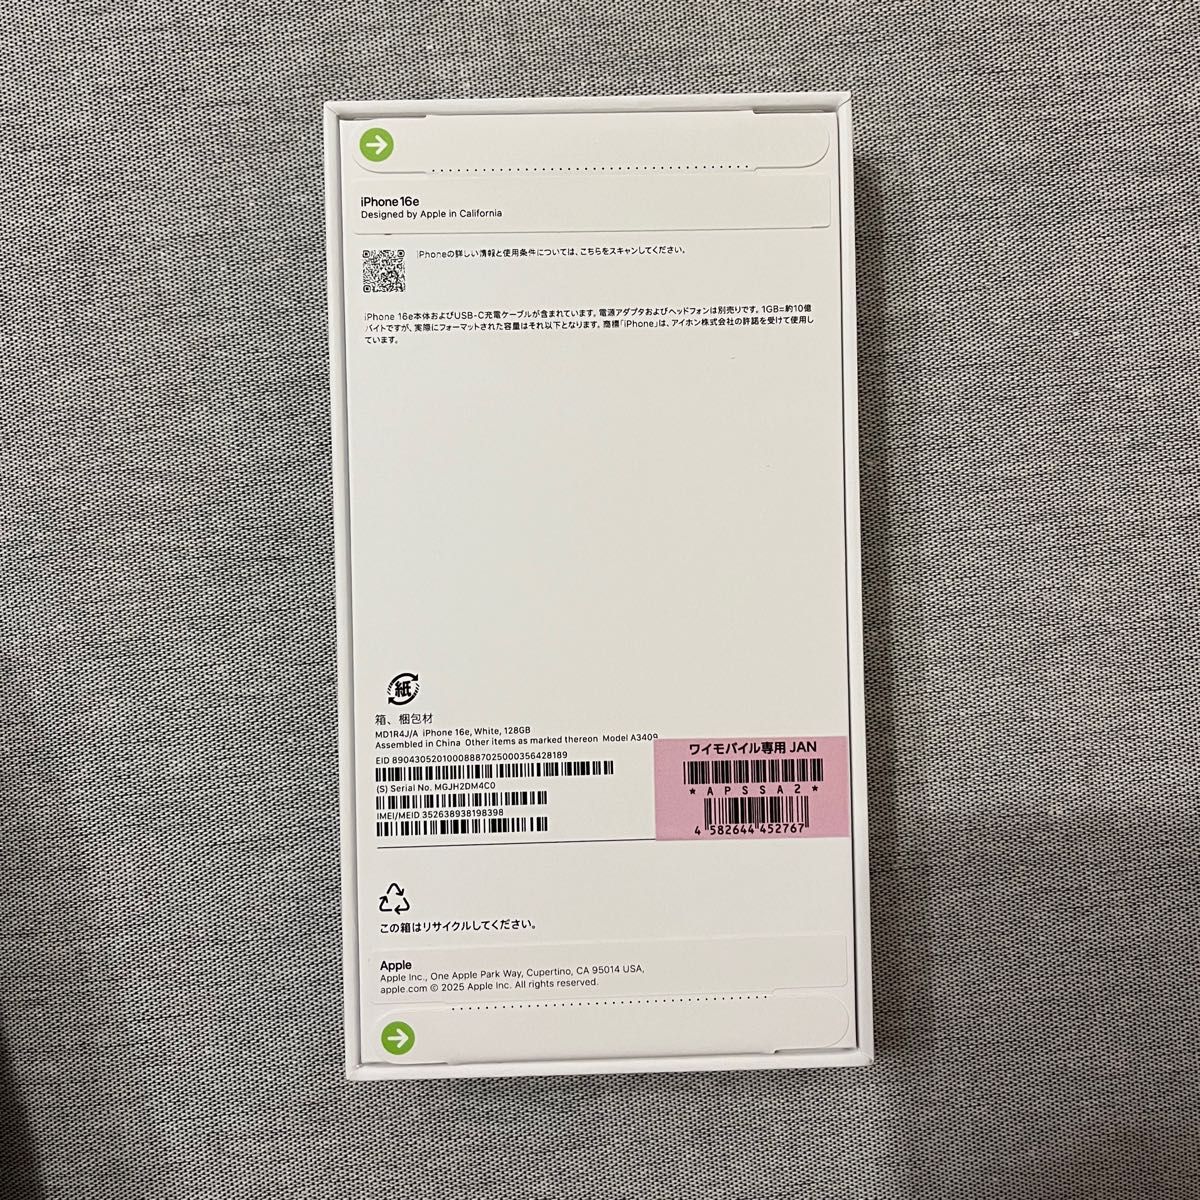 iPhone 16e
Designed by Apple in California
iPhoneの詳しい情報と使用条件については、こちらをスキャンしてください。
iPhone 16e本体およびUSB-C充電ケーブルが含まれています。電源アダプタおよびヘッドフォンは別売りです。1GB=約10億
バイトですが、実際にフォーマットされた容量はそれ以下となります。商標「iPhone」は、アイホン株式会社の許諾を受けて使用し
ています。
紙
箱、梱包材
MD1R4J/A iPhone 16e, White, 128GB
Assembled in China Other items as marked thereon Model A3409
EID 89043052010008887025000356428189
(S) Serial No. MGJH2DM4C0
IMEI/MEID 352638938198398
ワイモバイル専用 JAN
* A P S S A 2 *
4 582644 452767
この箱はリサイクルしてください。
Apple
Apple Inc., One Apple Park Way, Cupertino, CA 95014 USA,
apple.com © 2025 Apple Inc. All rights reserved.